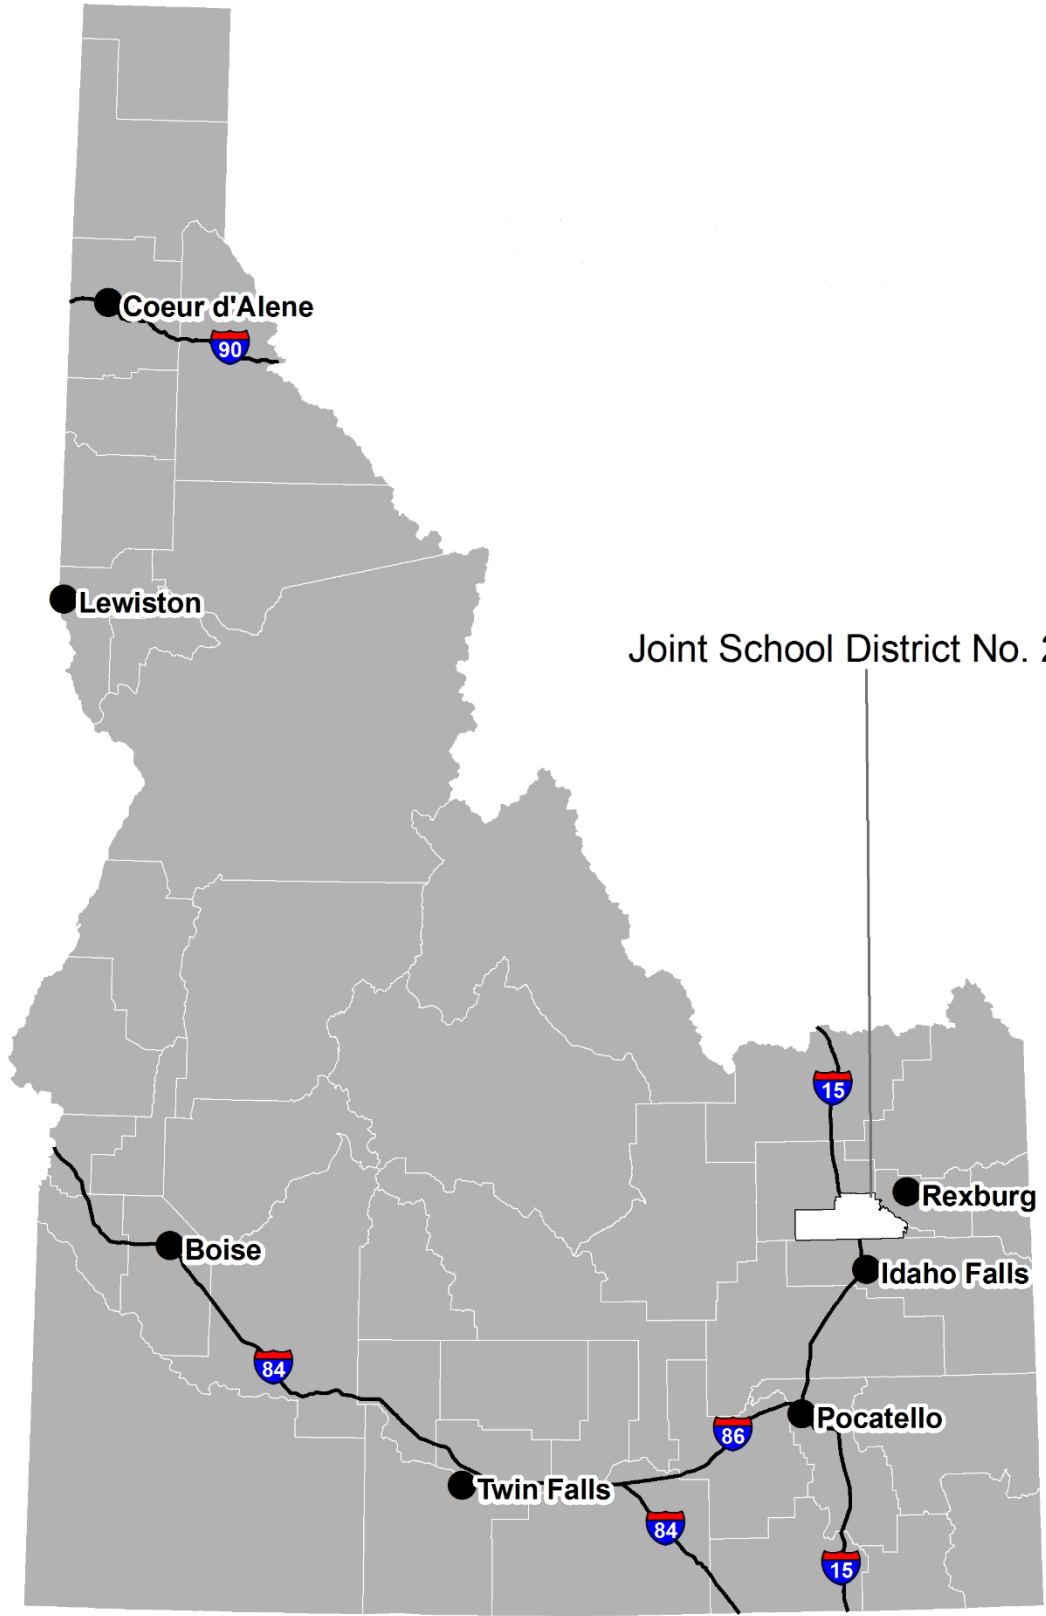 Coeur d'Alene
90
Lewiston
Joint School District No. 2
15
Rexburg
Boise
Idaho Falls
84
Pocatello
86
Twin Falls
84
15